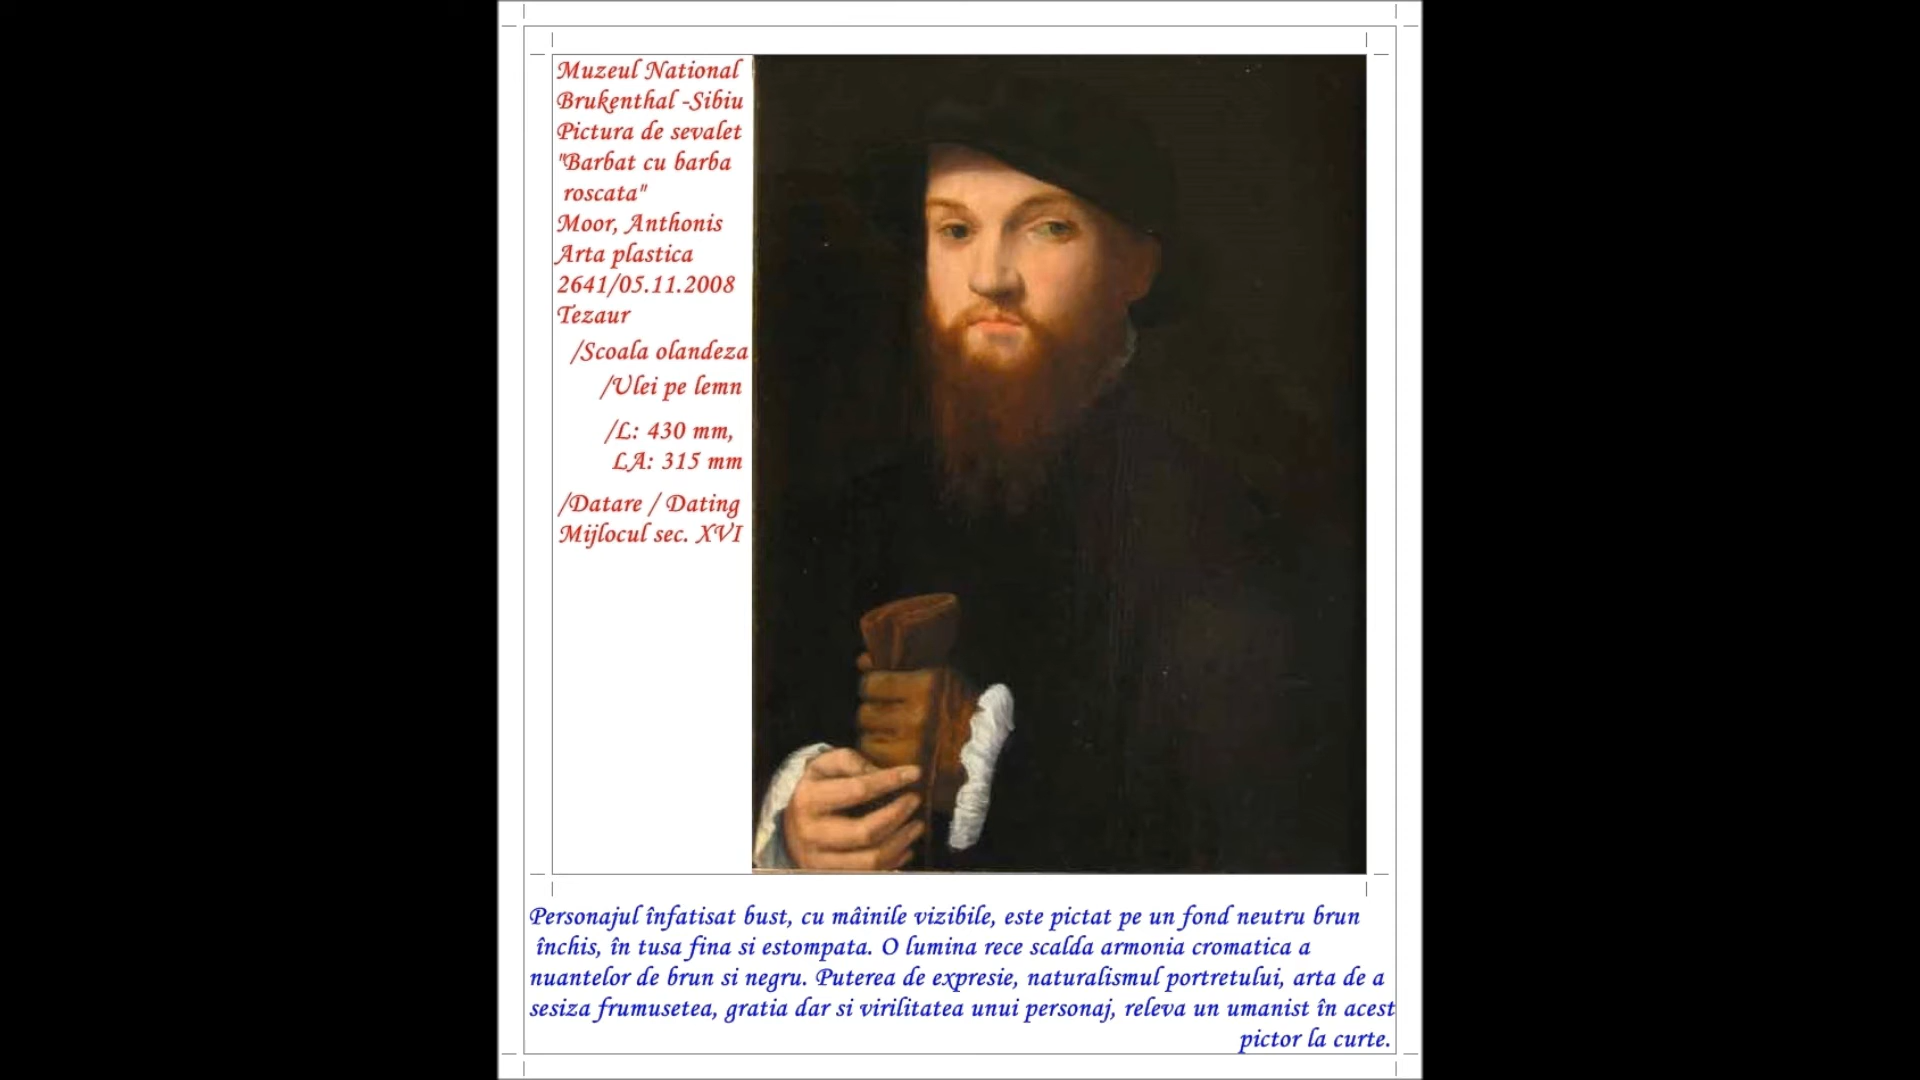 Muzeul National
Brukenthal -Sibiu
Pictura de sevalet
"Barbat cu barba
roscata"
Moor, Anthonis
Arta plastica
2641/05.11.2008
Tezaur
/Scoala olandeza
/Ulei pe lemn
/L: 430 mm,
LA: 315 mm
/Datare / Dating
Mijlocul sec. XVI
Personajul înfatisat bust, cu mâinile vizibile, este pictat pe un fond neutru brun
închis, în tusa fina si estompata. O lumina rece scalda armonia cromatica a
nuantelor de brun si negru. Puterea de expresie, naturalismul portretului, arta de a
sesiza frumusetea, gratia dar si virilitatea unui personaj, releva un umanist în acest
pictor la curte.